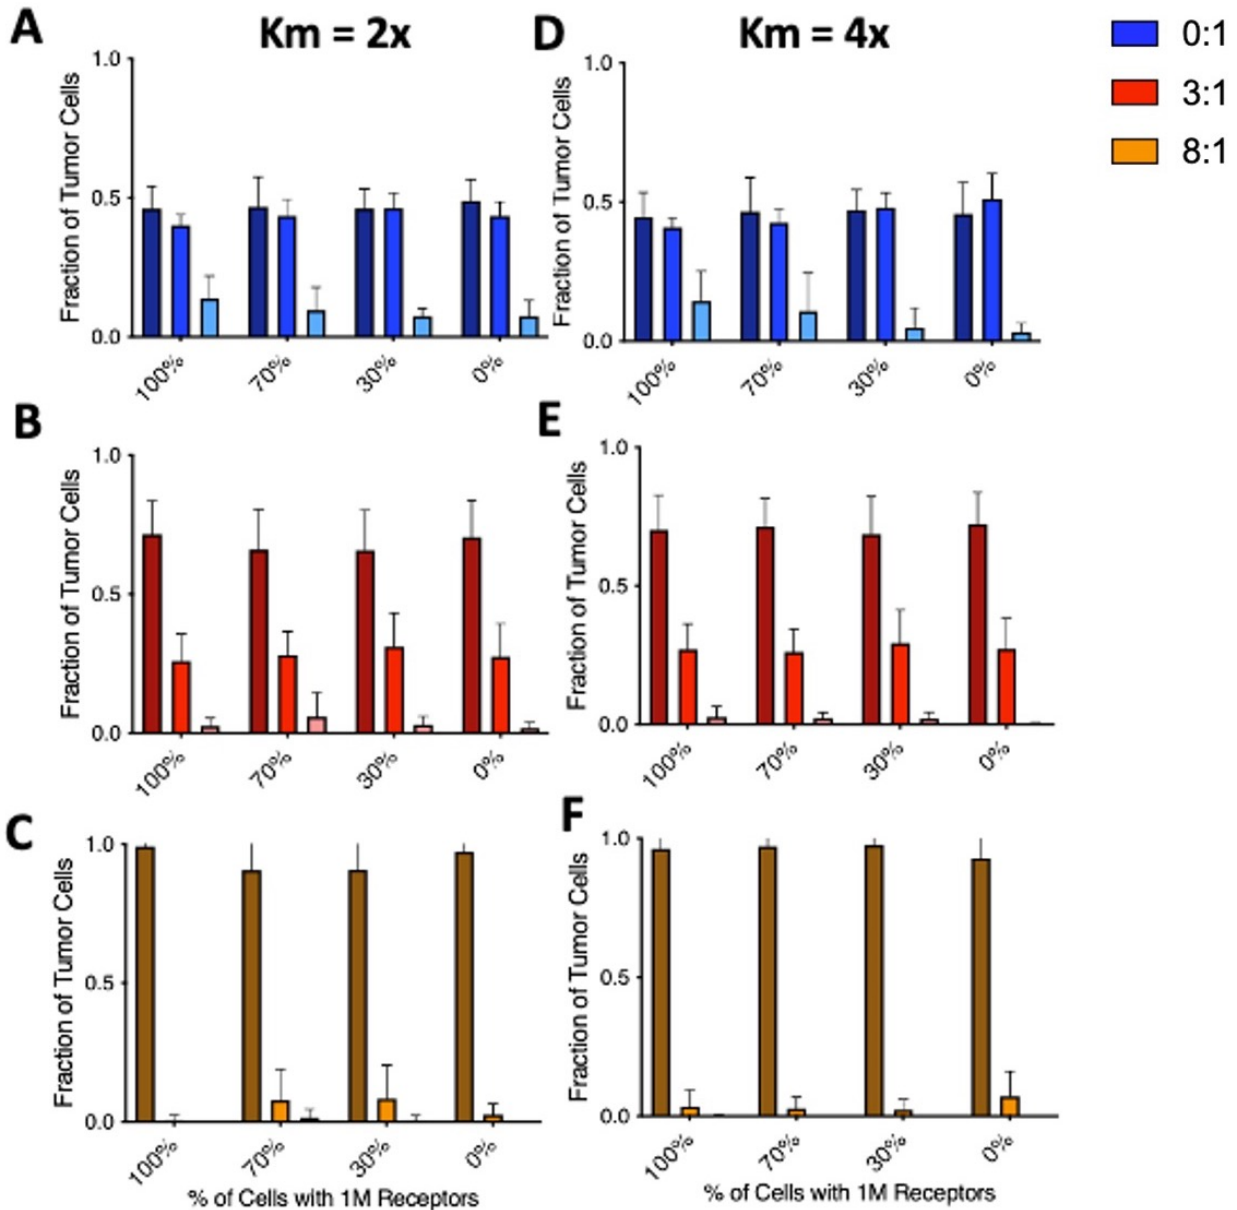 A
Km = 2x
D
Km = 4x
0:1
3:1
8:1
1.0
0.5
0.0
Fraction of Tumor Cells
100%
70%
30%
0%
1.0
0.5
0.0
Fraction of Tumor Cells
100%
70%
30%
0%
B
1.0
0.5
0.0
Fraction of Tumor Cells
100%
70%
30%
0%
E
1.0
0.5
0.0
Fraction of Tumor Cells
100%
70%
30%
0%
C
1.0
0.5
0.0
Fraction of Tumor Cells
100%
70%
30%
0%
% of Cells with 1M Receptors
F
1.0
0.5
0.0
Fraction of Tumor Cells
100%
70%
30%
0%
% of Cells with 1M Receptors